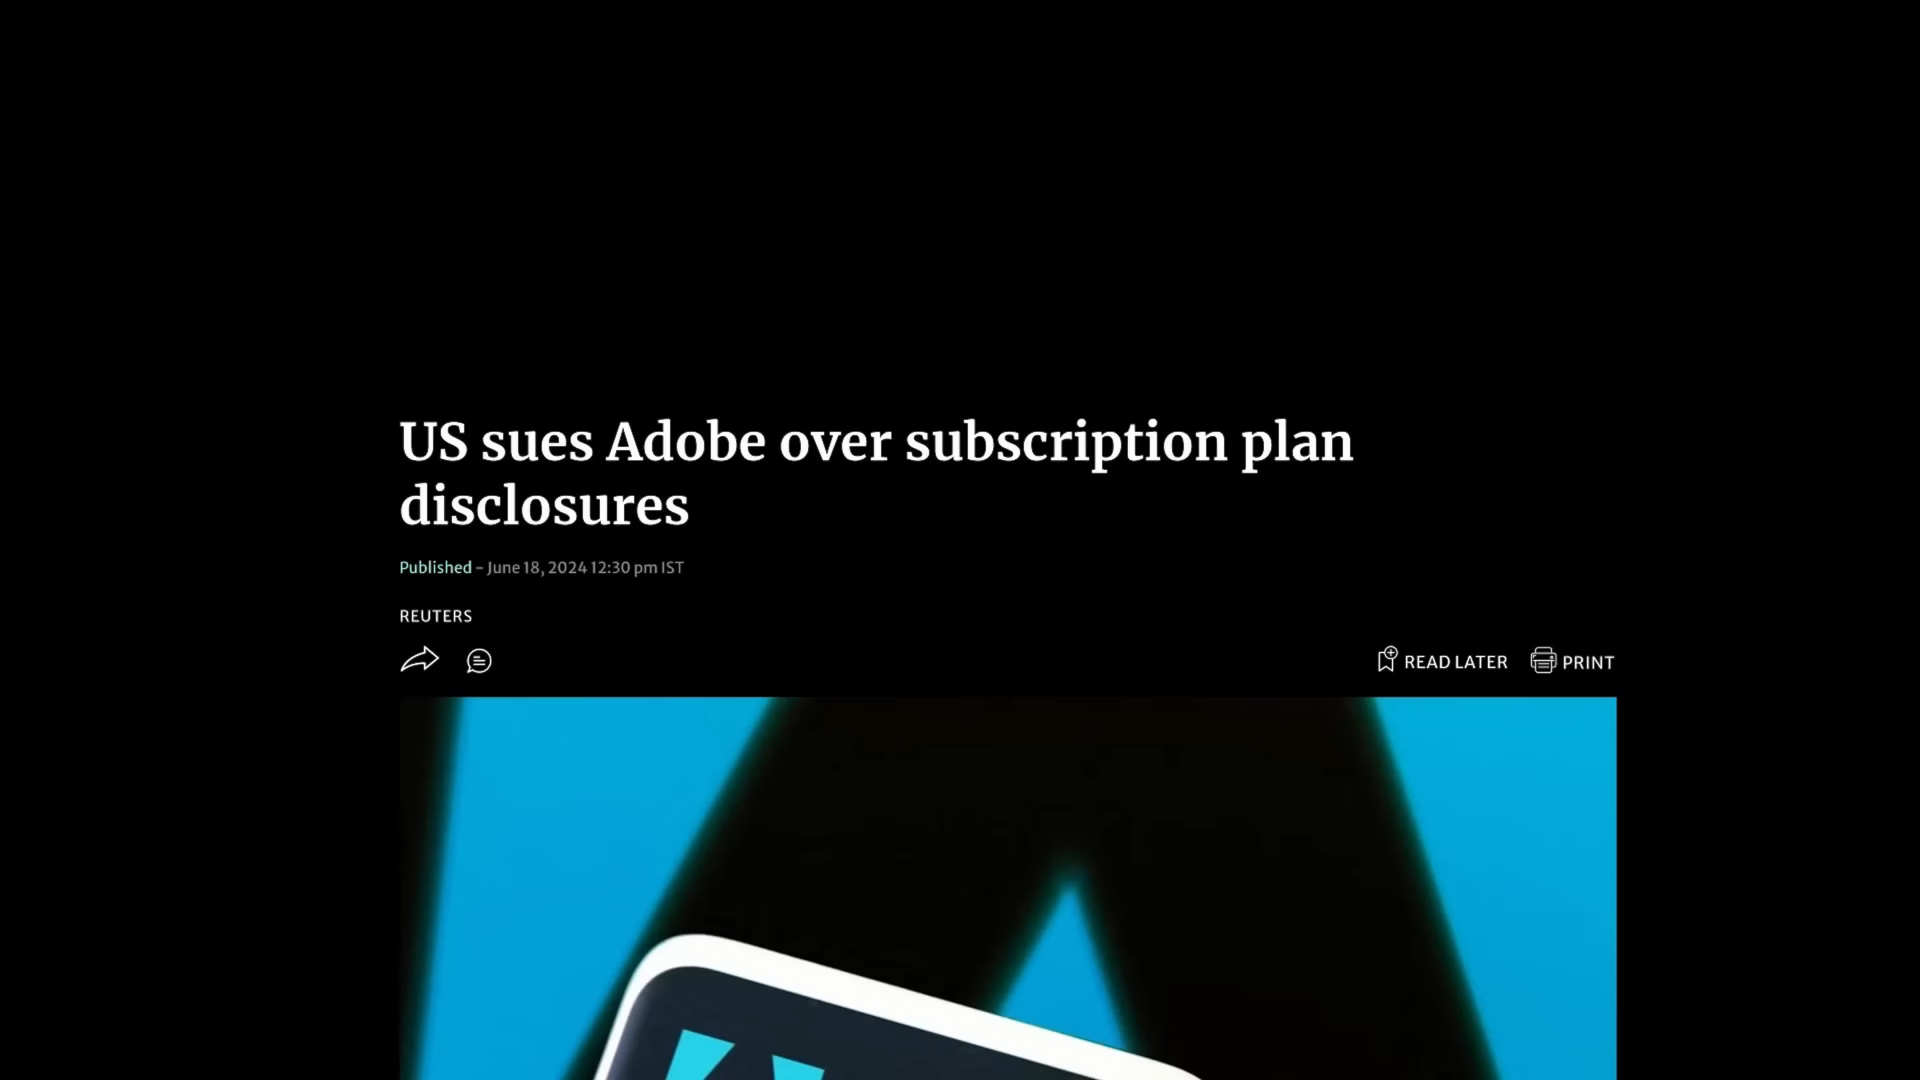 US sues Adobe over subscription plan
disclosures
Published - June 18, 2024 12:30 pm IST
REUTERS
READ LATER
PRINT